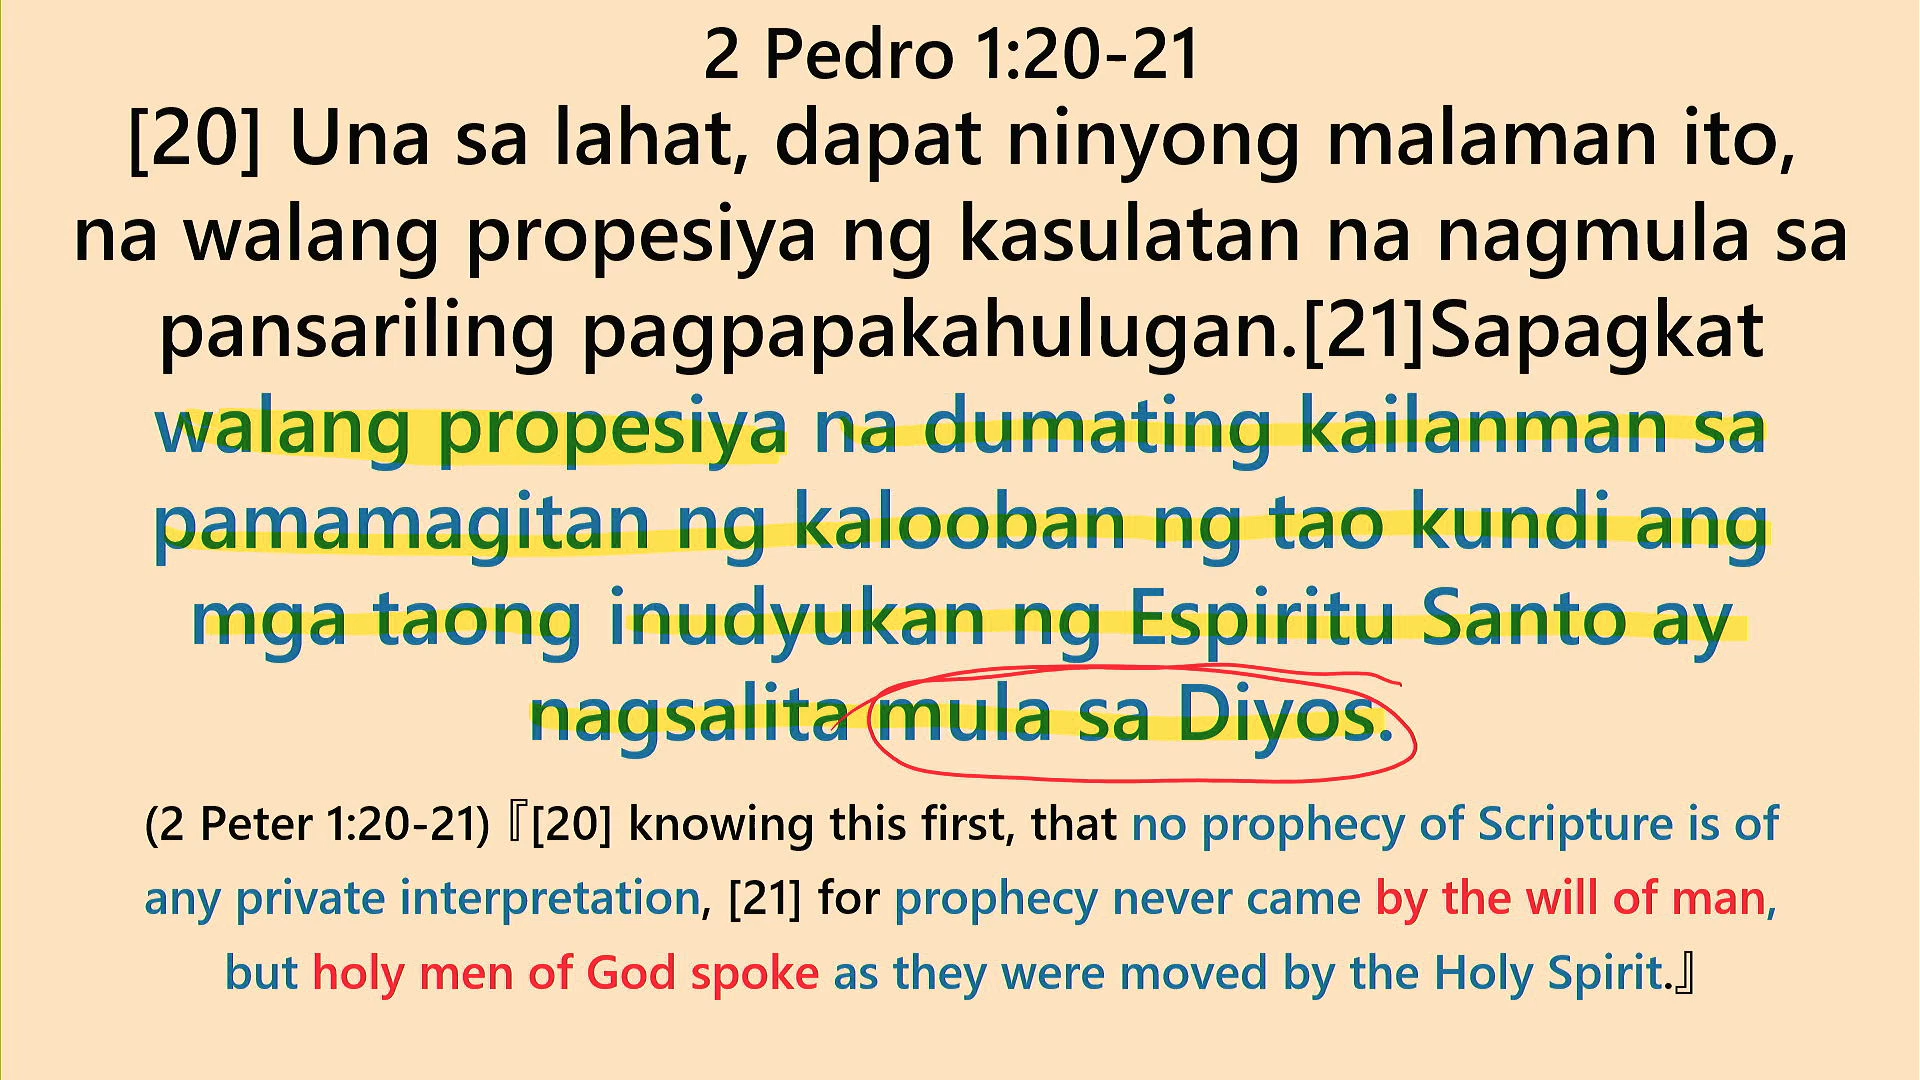 2 Pedro 1:20-21
[20] Una sa lahat, dapat ninyong malaman ito,
na walang propesiya ng kasulatan na nagmula sa
pansariling pagpapakahulugan.[21]Sapagkat
walang propesiya na dumating kailanman sa
pamamagitan ng kalooban ng tao kundi ang
mga taong inudyukan ng Espiritu Santo ay
nagsalita mula sa Diyos.
(2 Peter 1:20-21)『[20] knowing this first, that no prophecy of Scripture is of
any private interpretation, [21] for prophecy never came by the will of man,
but holy men of God spoke as they were moved by the Holy Spirit.』